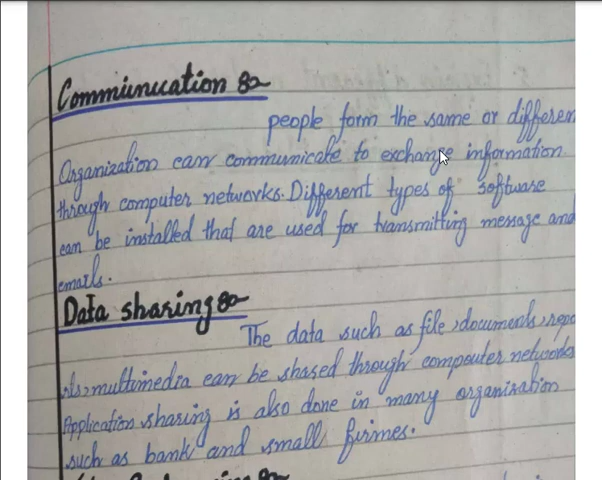 Communication :-
people form the same or differen
Organization can communicate to exchange information
through computer networks. Different types of software
can be installed that are used for transmitting message and
emails.
Data sharing :-
The data such as file, documents, repo
rts, multimedia can be shased through compouter networks
Application sharing is also done in many organization
such as bank and small firmes.